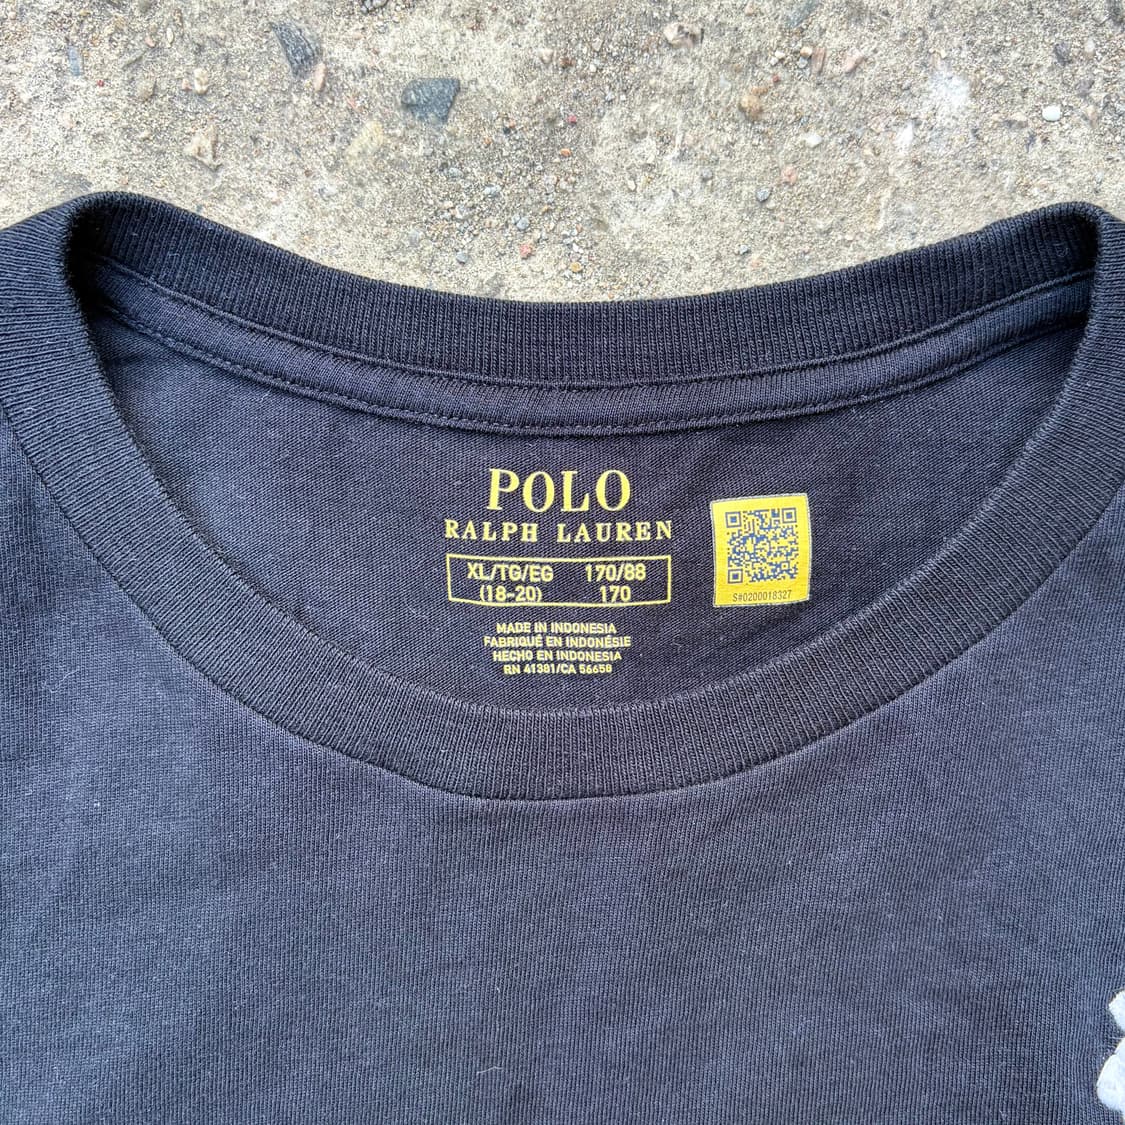 POLO
RALPH LAUREN
XL/TG/EG 170/88
(18-20) 170
MADE IN INDONESIA
FABRIQUÉ EN INDONÉSIE
HECHO EN INDONESIA
RN 41381/CA 56658
S#0200018327